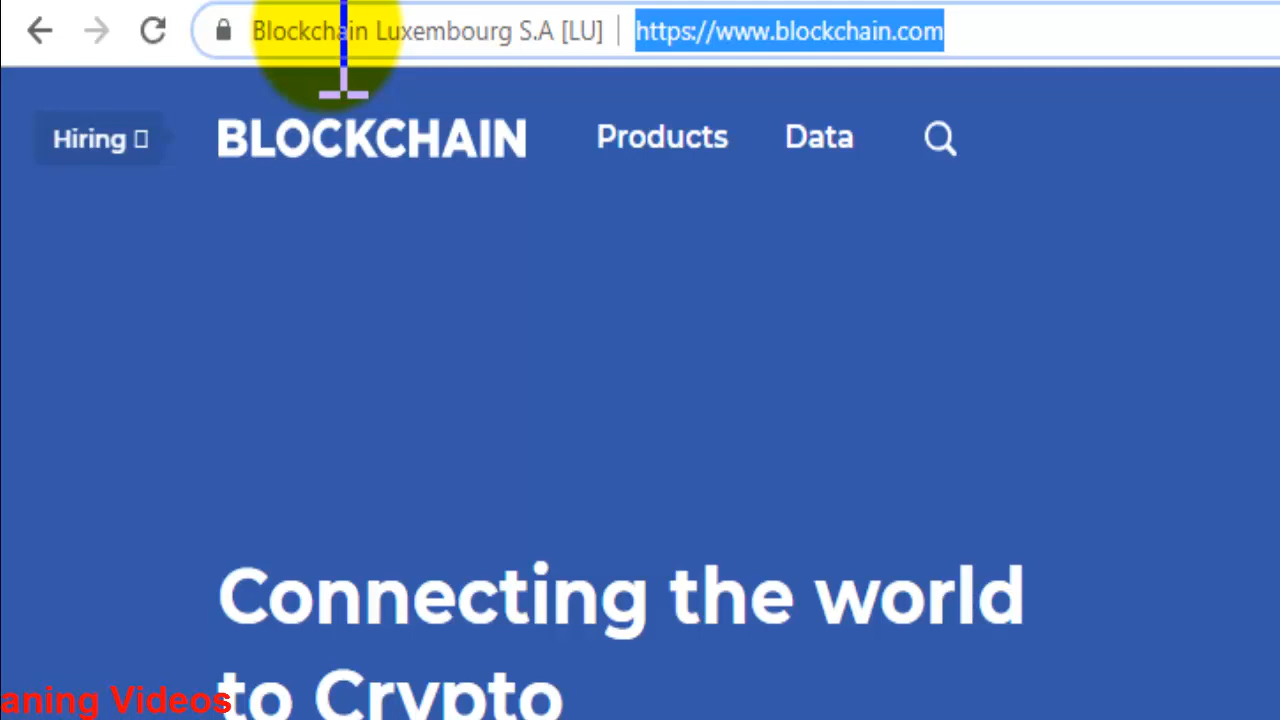 Blockchain Luxembourg S.A [LU] | https://www.blockchain.com
Hiring
BLOCKCHAIN
Products
Data
Connecting the world
to Crypto
aning Videos